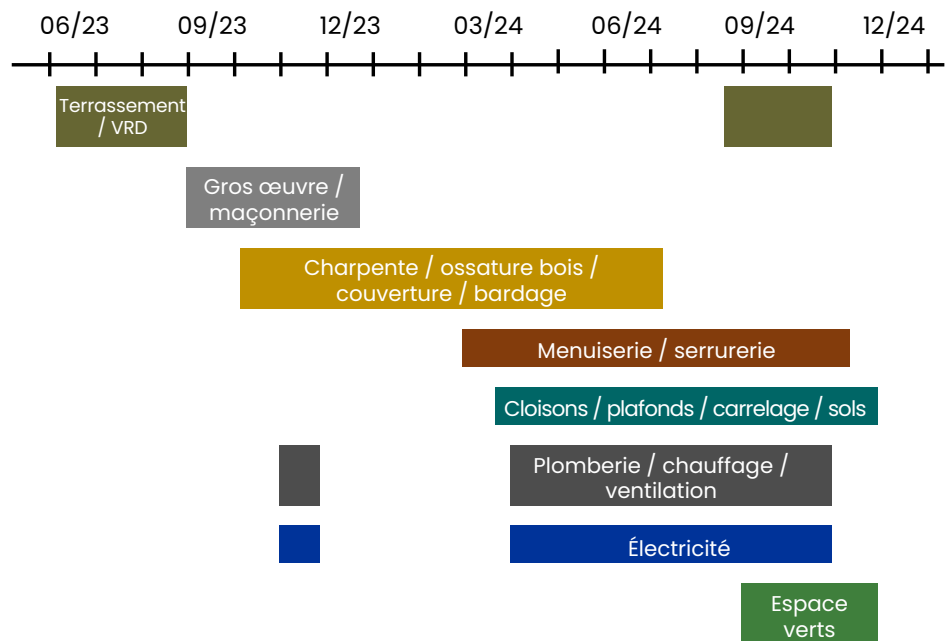 06/23 09/23 12/23 03/24 06/24 09/24 12/24
Terrassement
/ VRD
Gros œuvre /
maçonnerie
Charpente / ossature bois /
couverture / bardage
Menuiserie / serrurerie
Cloisons / plafonds / carrelage / sols
Plomberie / chauffage /
ventilation
Électricité
Espace
verts